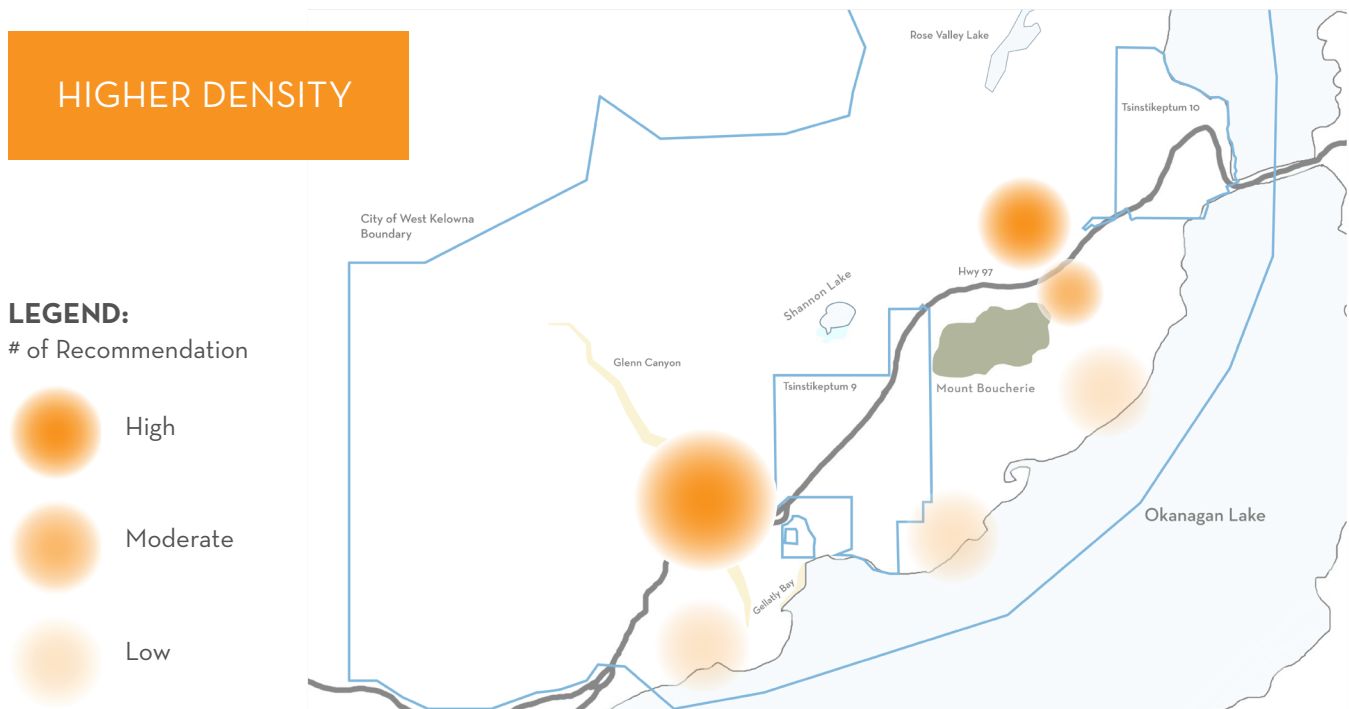 HIGHER DENSITY
LEGEND:
# of Recommendation
High
Moderate
Low
Rose Valley Lake
Tsinstikeptum 10
City of West Kelowna
Boundary
Hwy 97
Shannon Lake
Glenn Canyon
Tsinstikeptum 9
Mount Boucherie
Okanagan Lake
Gellatly Bay